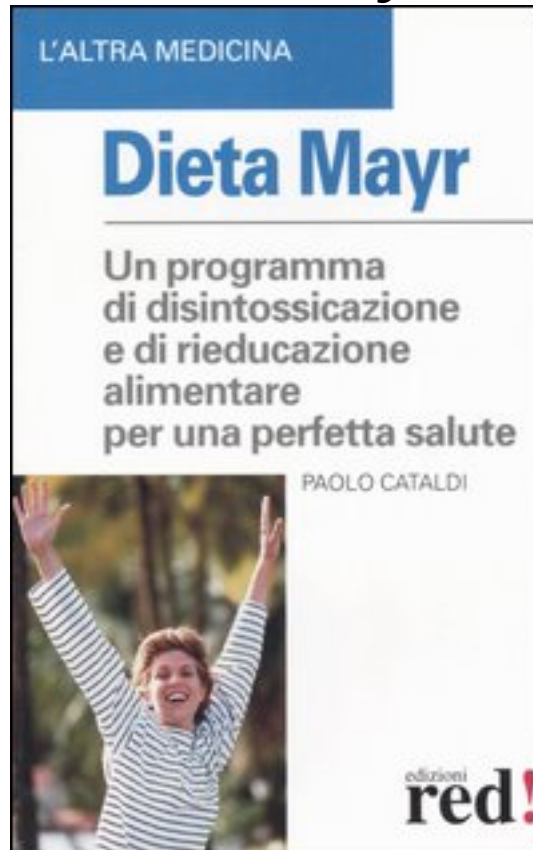 L'ALTRA MEDICINA
Dieta Mayr
Un programma
di disintossicazione
e di rieducazione
alimentare
per una perfetta salute
PAOLO CATALDI
edizioni
red!